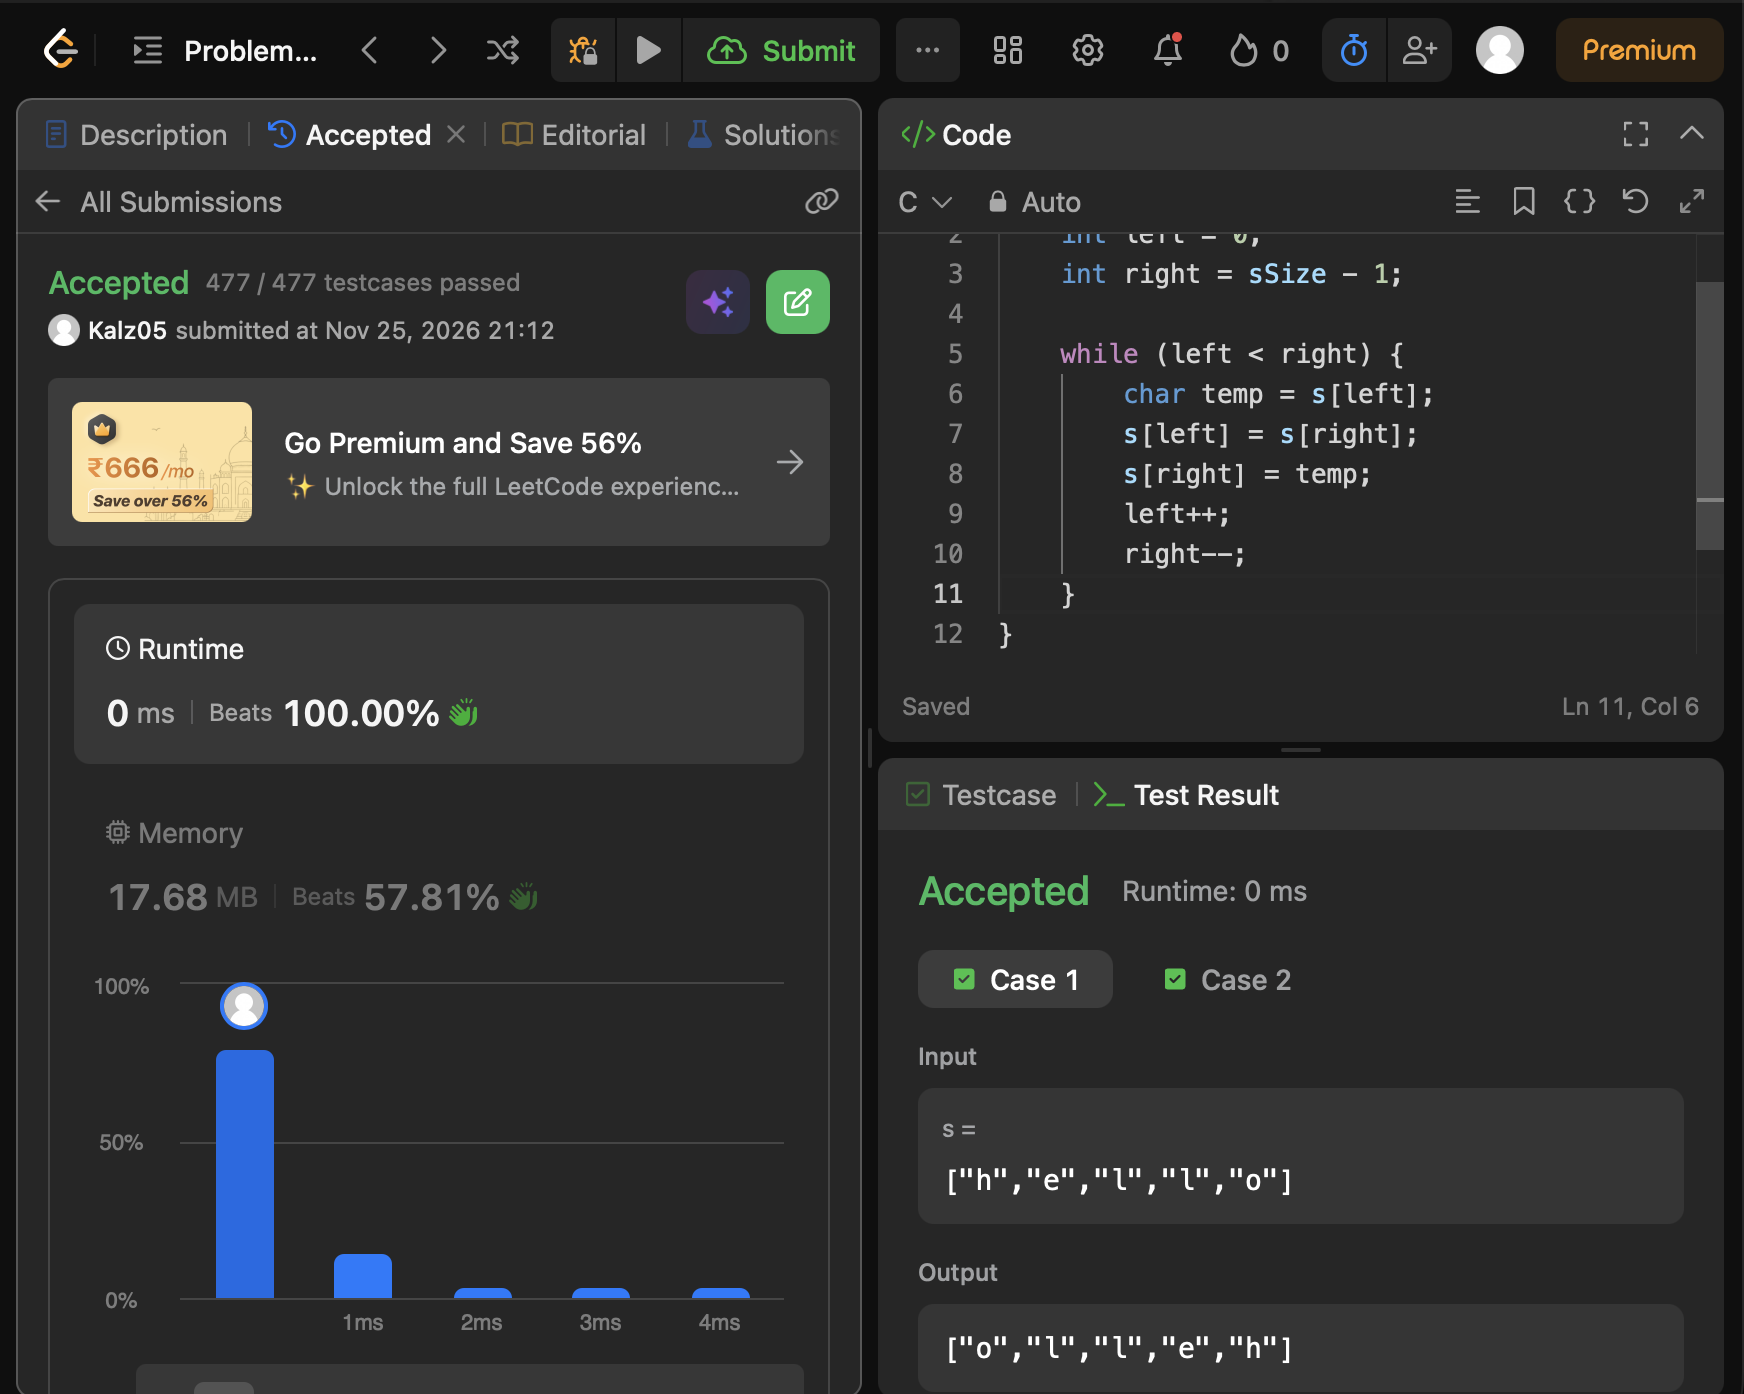 Problem...
Submit
0
Premium
Description
Accepted
Editorial
Solutions
All Submissions
Accepted 477 / 477 testcases passed
Kalz05 submitted at Nov 25, 2026 21:12
₹666/mo
Save over 56%
Go Premium and Save 56%
✨ Unlock the full LeetCode experienc...
Runtime
0 ms Beats 100.00%
Memory
17.68 MB Beats 57.81%
100%
50%
0%
1ms 2ms 3ms 4ms
</> Code
C Auto
2 int left = 0;
3 int right = sSize - 1;
4
5 while (left < right) {
6 char temp = s[left];
7 s[left] = s[right];
8 s[right] = temp;
9 left++;
10 right--;
11 }
12 }
Saved
Ln 11, Col 6
Testcase
Test Result
Accepted Runtime: 0 ms
Case 1 Case 2
Input
s =
["h","e","l","l","o"]
Output
["o","l","l","e","h"]